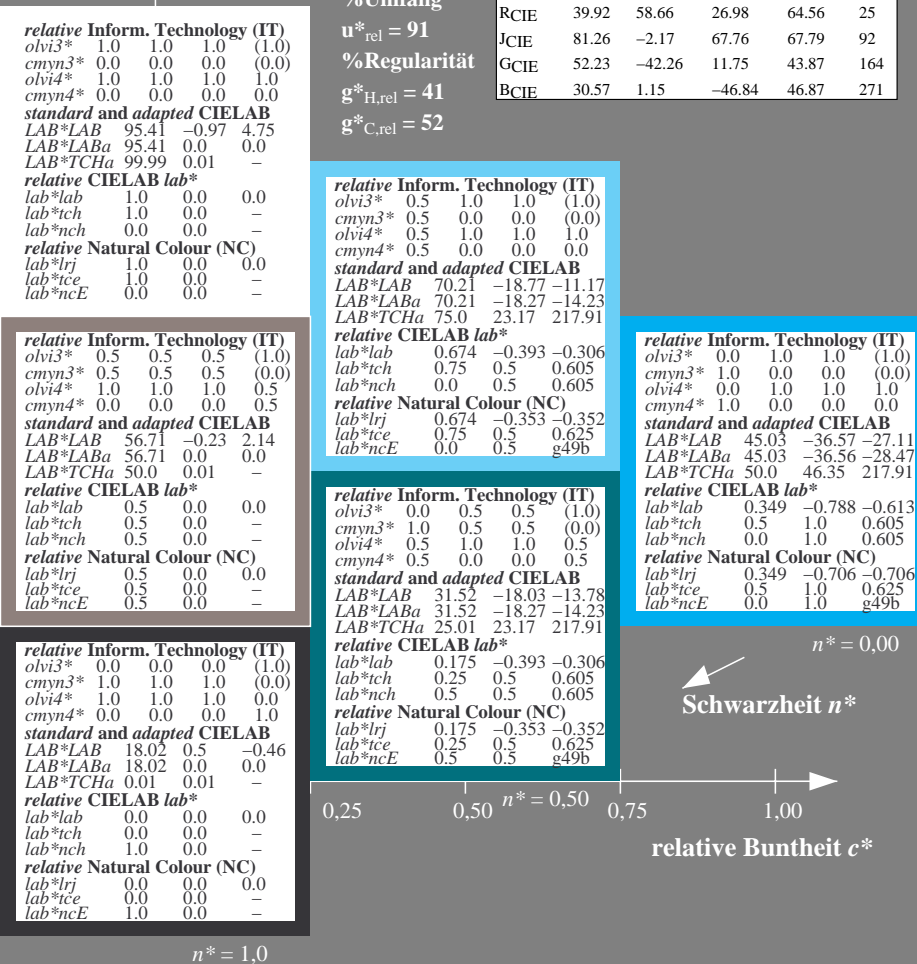 %Umfang
u*rel = 91
%Regularität
g*H,rel = 41
g*C,rel = 52
RCIE 39.92 58.66 26.98 64.56 25
JCIE 81.26 −2.17 67.76 67.79 92
GCIE 52.23 −42.26 11.75 43.87 164
BCIE 30.57 1.15 −46.84 46.87 271
relative Inform. Technology (IT)
olvi3* 1.0 1.0 1.0 (1.0)
cmyn3* 0.0 0.0 0.0 (0.0)
olvi4* 1.0 1.0 1.0 1.0
cmyn4* 0.0 0.0 0.0 0.0
standard and adapted CIELAB
LAB*LAB 95.41 −0.97 4.75
LAB*LABa 95.41 0.0 0.0
LAB*TCHa 99.99 0.01 –
relative CIELAB lab*
lab*lab 1.0 0.0 0.0
lab*tch 1.0 0.0 –
lab*nch 0.0 0.0 –
relative Natural Colour (NC)
lab*lrj 1.0 0.0 0.0
lab*tce 1.0 0.0 –
lab*ncE 0.0 0.0 –
relative Inform. Technology (IT)
olvi3* 0.5 1.0 1.0 (1.0)
cmyn3* 0.5 0.0 0.0 (0.0)
olvi4* 0.5 1.0 1.0 1.0
cmyn4* 0.5 0.0 0.0 0.0
standard and adapted CIELAB
LAB*LAB 70.21 −18.77 −11.17
LAB*LABa 70.21 −18.27 −14.23
LAB*TCHa 75.0 23.17 217.91
relative CIELAB lab*
lab*lab 0.674 −0.393 −0.306
lab*tch 0.75 0.5 0.605
lab*nch 0.0 0.5 0.605
relative Natural Colour (NC)
lab*lrj 0.674 −0.353 −0.352
lab*tce 0.75 0.5 0.625
lab*ncE 0.0 0.5 g49b
relative Inform. Technology (IT)
olvi3* 0.5 0.5 0.5 (1.0)
cmyn3* 0.5 0.5 0.5 (0.0)
olvi4* 1.0 1.0 1.0 0.5
cmyn4* 0.0 0.0 0.0 0.5
standard and adapted CIELAB
LAB*LAB 56.71 −0.23 2.14
LAB*LABa 56.71 0.0 0.0
LAB*TCHa 50.0 0.01 –
relative CIELAB lab*
lab*lab 0.5 0.0 0.0
lab*tch 0.5 0.0 –
lab*nch 0.5 0.0 –
relative Natural Colour (NC)
lab*lrj 0.5 0.0 0.0
lab*tce 0.5 0.0 –
lab*ncE 0.5 0.0 –
relative Inform. Technology (IT)
olvi3* 0.0 1.0 1.0 (1.0)
cmyn3* 1.0 0.0 0.0 (0.0)
olvi4* 0.0 1.0 1.0 1.0
cmyn4* 1.0 0.0 0.0 0.0
standard and adapted CIELAB
LAB*LAB 45.03 −36.57 −27.11
LAB*LABa 45.03 −36.56 −28.47
LAB*TCHa 50.0 46.35 217.91
relative CIELAB lab*
lab*lab 0.349 −0.788 −0.613
lab*tch 0.5 1.0 0.605
lab*nch 0.0 1.0 0.605
relative Natural Colour (NC)
lab*lrj 0.349 −0.706 −0.706
lab*tce 0.5 1.0 0.625
lab*ncE 0.0 1.0 g49b
relative Inform. Technology (IT)
olvi3* 0.0 0.5 0.5 (1.0)
cmyn3* 1.0 0.5 0.5 (0.0)
olvi4* 0.5 1.0 1.0 0.5
cmyn4* 0.5 0.0 0.0 0.5
standard and adapted CIELAB
LAB*LAB 31.52 −18.03 −13.78
LAB*LABa 31.52 −18.27 −14.23
LAB*TCHa 25.01 23.17 217.91
relative CIELAB lab*
lab*lab 0.175 −0.393 −0.306
lab*tch 0.25 0.5 0.605
lab*nch 0.5 0.5 0.605
relative Natural Colour (NC)
lab*lrj 0.175 −0.353 −0.352
lab*tce 0.25 0.5 0.625
lab*ncE 0.5 0.5 g49b
relative Inform. Technology (IT)
olvi3* 0.0 0.0 0.0 (1.0)
cmyn3* 1.0 1.0 1.0 (0.0)
olvi4* 1.0 1.0 1.0 0.0
cmyn4* 0.0 0.0 0.0 1.0
standard and adapted CIELAB
LAB*LAB 18.02 0.5 −0.46
LAB*LABa 18.02 0.0 0.0
LAB*TCHa 0.01 0.01 –
relative CIELAB lab*
lab*lab 0.0 0.0 0.0
lab*tch 0.0 0.0 –
lab*nch 1.0 0.0 –
relative Natural Colour (NC)
lab*lrj 0.0 0.0 0.0
lab*tce 0.0 0.0 –
lab*ncE 1.0 0.0 –
n* = 0,00
Schwarzheit n*
0,25 0,50 n* = 0,50 0,75 1,00
relative Buntheit c*
n* = 1,0